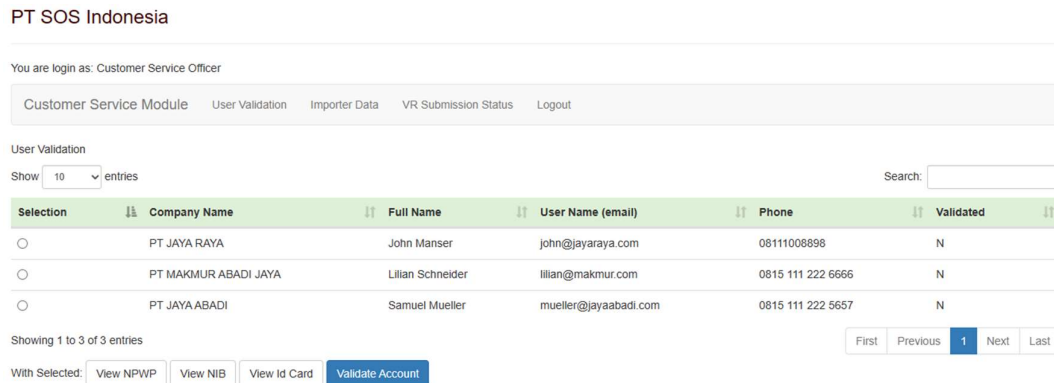 PT SOS Indonesia
You are login as: Customer Service Officer
Customer Service Module User Validation Importer Data VR Submission Status Logout
User Validation
Show 10 entries Search:
Selection Company Name Full Name User Name (email) Phone Validated
PT JAYA RAYA John Manser john@jayaraya.com 08111008898 N
PT MAKMUR ABADI JAYA Lilian Schneider lilian@makmur.com 0815 111 222 6666 N
PT JAYA ABADI Samuel Mueller mueller@jayaabadi.com 0815 111 222 5657 N
Showing 1 to 3 of 3 entries First Previous 1 Next Last
With Selected: View NPWP View NIB View Id Card Validate Account